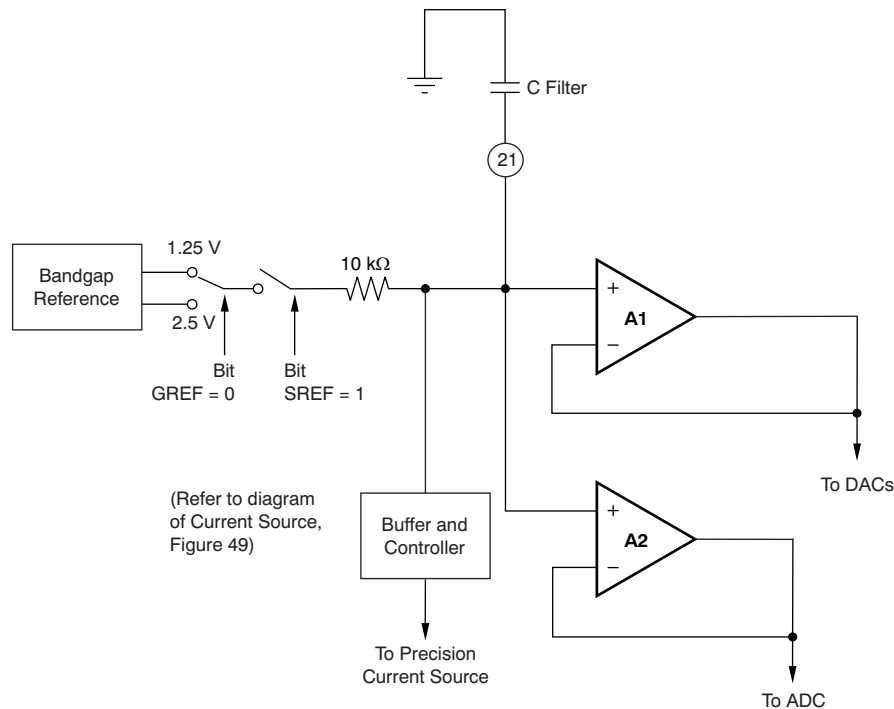 C Filter
21
1.25 V
Bandgap
Reference
2.5 V
10 kΩ
Bit
GREF = 0
Bit
SREF = 1
+
A1
−
To DACs
(Refer to diagram
of Current Source,
Figure 49)
Buffer and
Controller
+
A2
−
To Precision
Current Source
To ADC